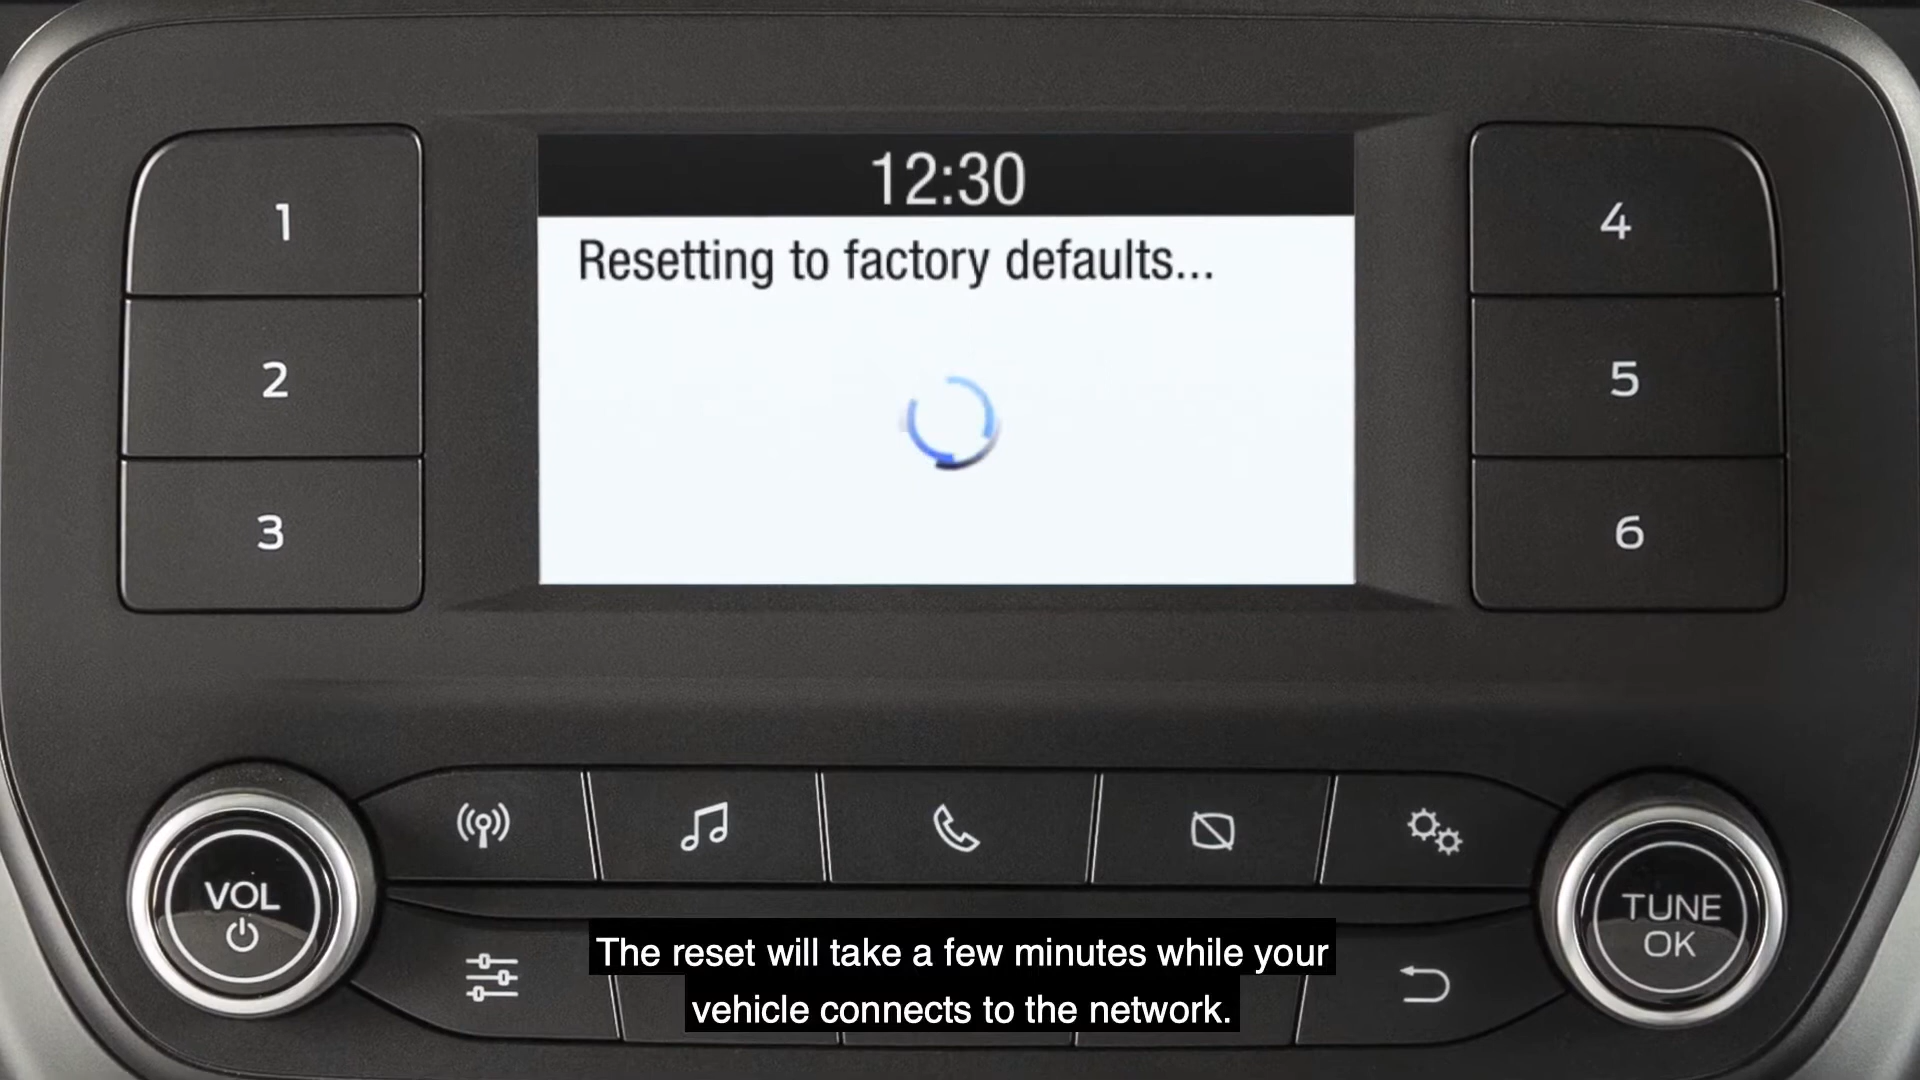 12:30
Resetting to factory defaults...
1
2
3
4
5
6
VOL
TUNE
OK
The reset will take a few minutes while your
vehicle connects to the network.